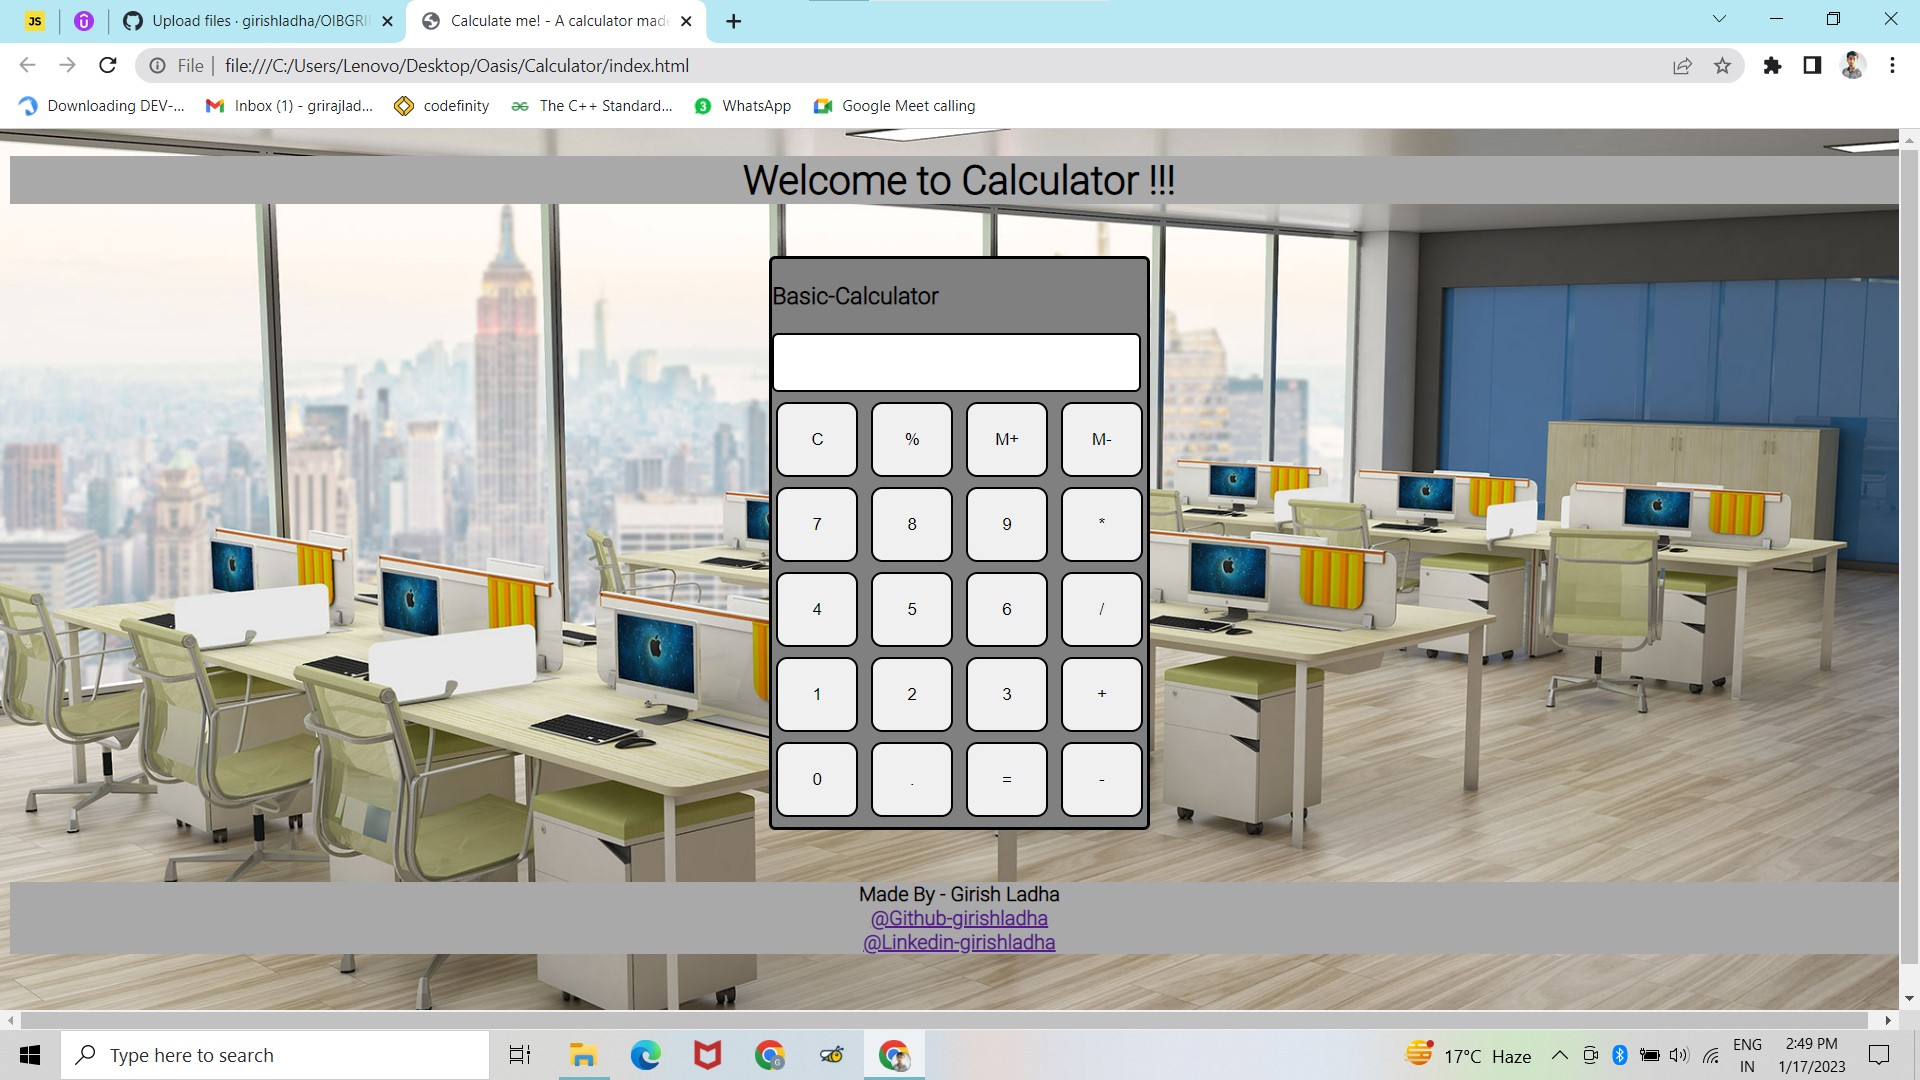 JS
Upload files · girishladha/OIBGRI
Calculate me! - A calculator made
File
file:///C:/Users/Lenovo/Desktop/Oasis/Calculator/index.html
Downloading DEV-...
Inbox (1) - grirajlad...
codefinity
The C++ Standard...
3
WhatsApp
Google Meet calling
Welcome to Calculator !!!
Basic-Calculator
C % M+ M-
7 8 9 *
4 5 6 /
1 2 3 +
0 . = -
Made By - Girish Ladha
@Github-girishladha
@Linkedin-girishladha
Type here to search
G
17°C Haze
ENG
IN
2:49 PM
1/17/2023